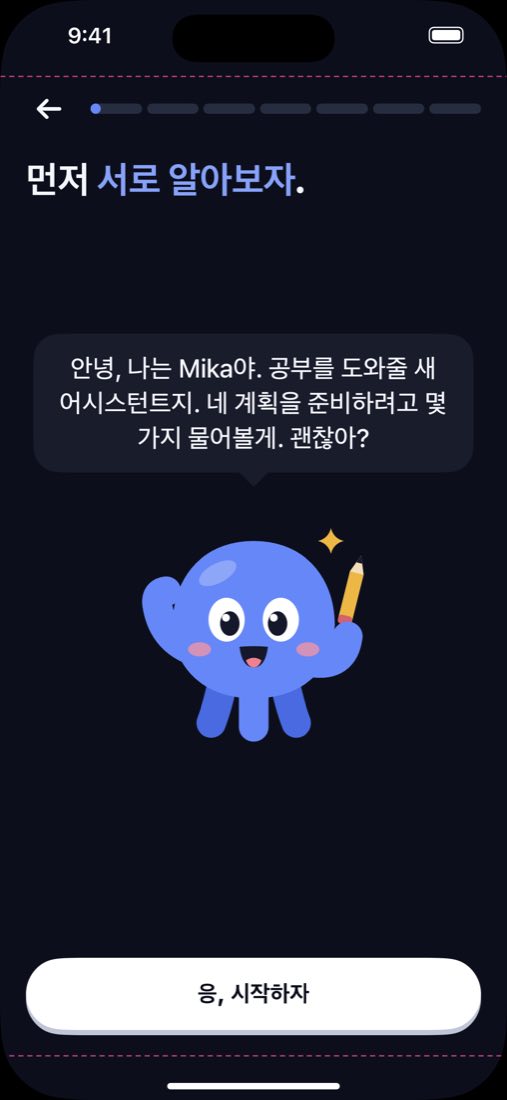 9:41
먼저 서로 알아보자.
안녕, 나는 Mika야. 공부를 도와줄 새
어시스턴트지. 네 계획을 준비하려고 몇
가지 물어볼게. 괜찮아?
응, 시작하자